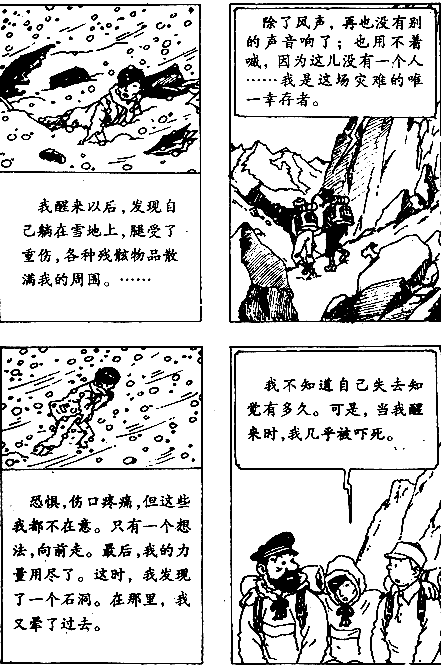 我醒来以后，发现自
己躺在雪地上，腿受了
重伤，各种残骸物品散
满我的周围。……
除了风声，再也没有别
的声音响了；也用不着
喊，因为这儿没有一个人
……我是这场灾难的唯
一幸存者。
恐惧，伤口疼痛，但这些
我都不在意。只有一个想
法，向前走。最后，我的力
量用尽了。这时，我发现
了一个石洞。在那里，我
又晕了过去。
我不知道自己失去知
觉有多久。可是，当我醒
来时，我几乎被吓死。